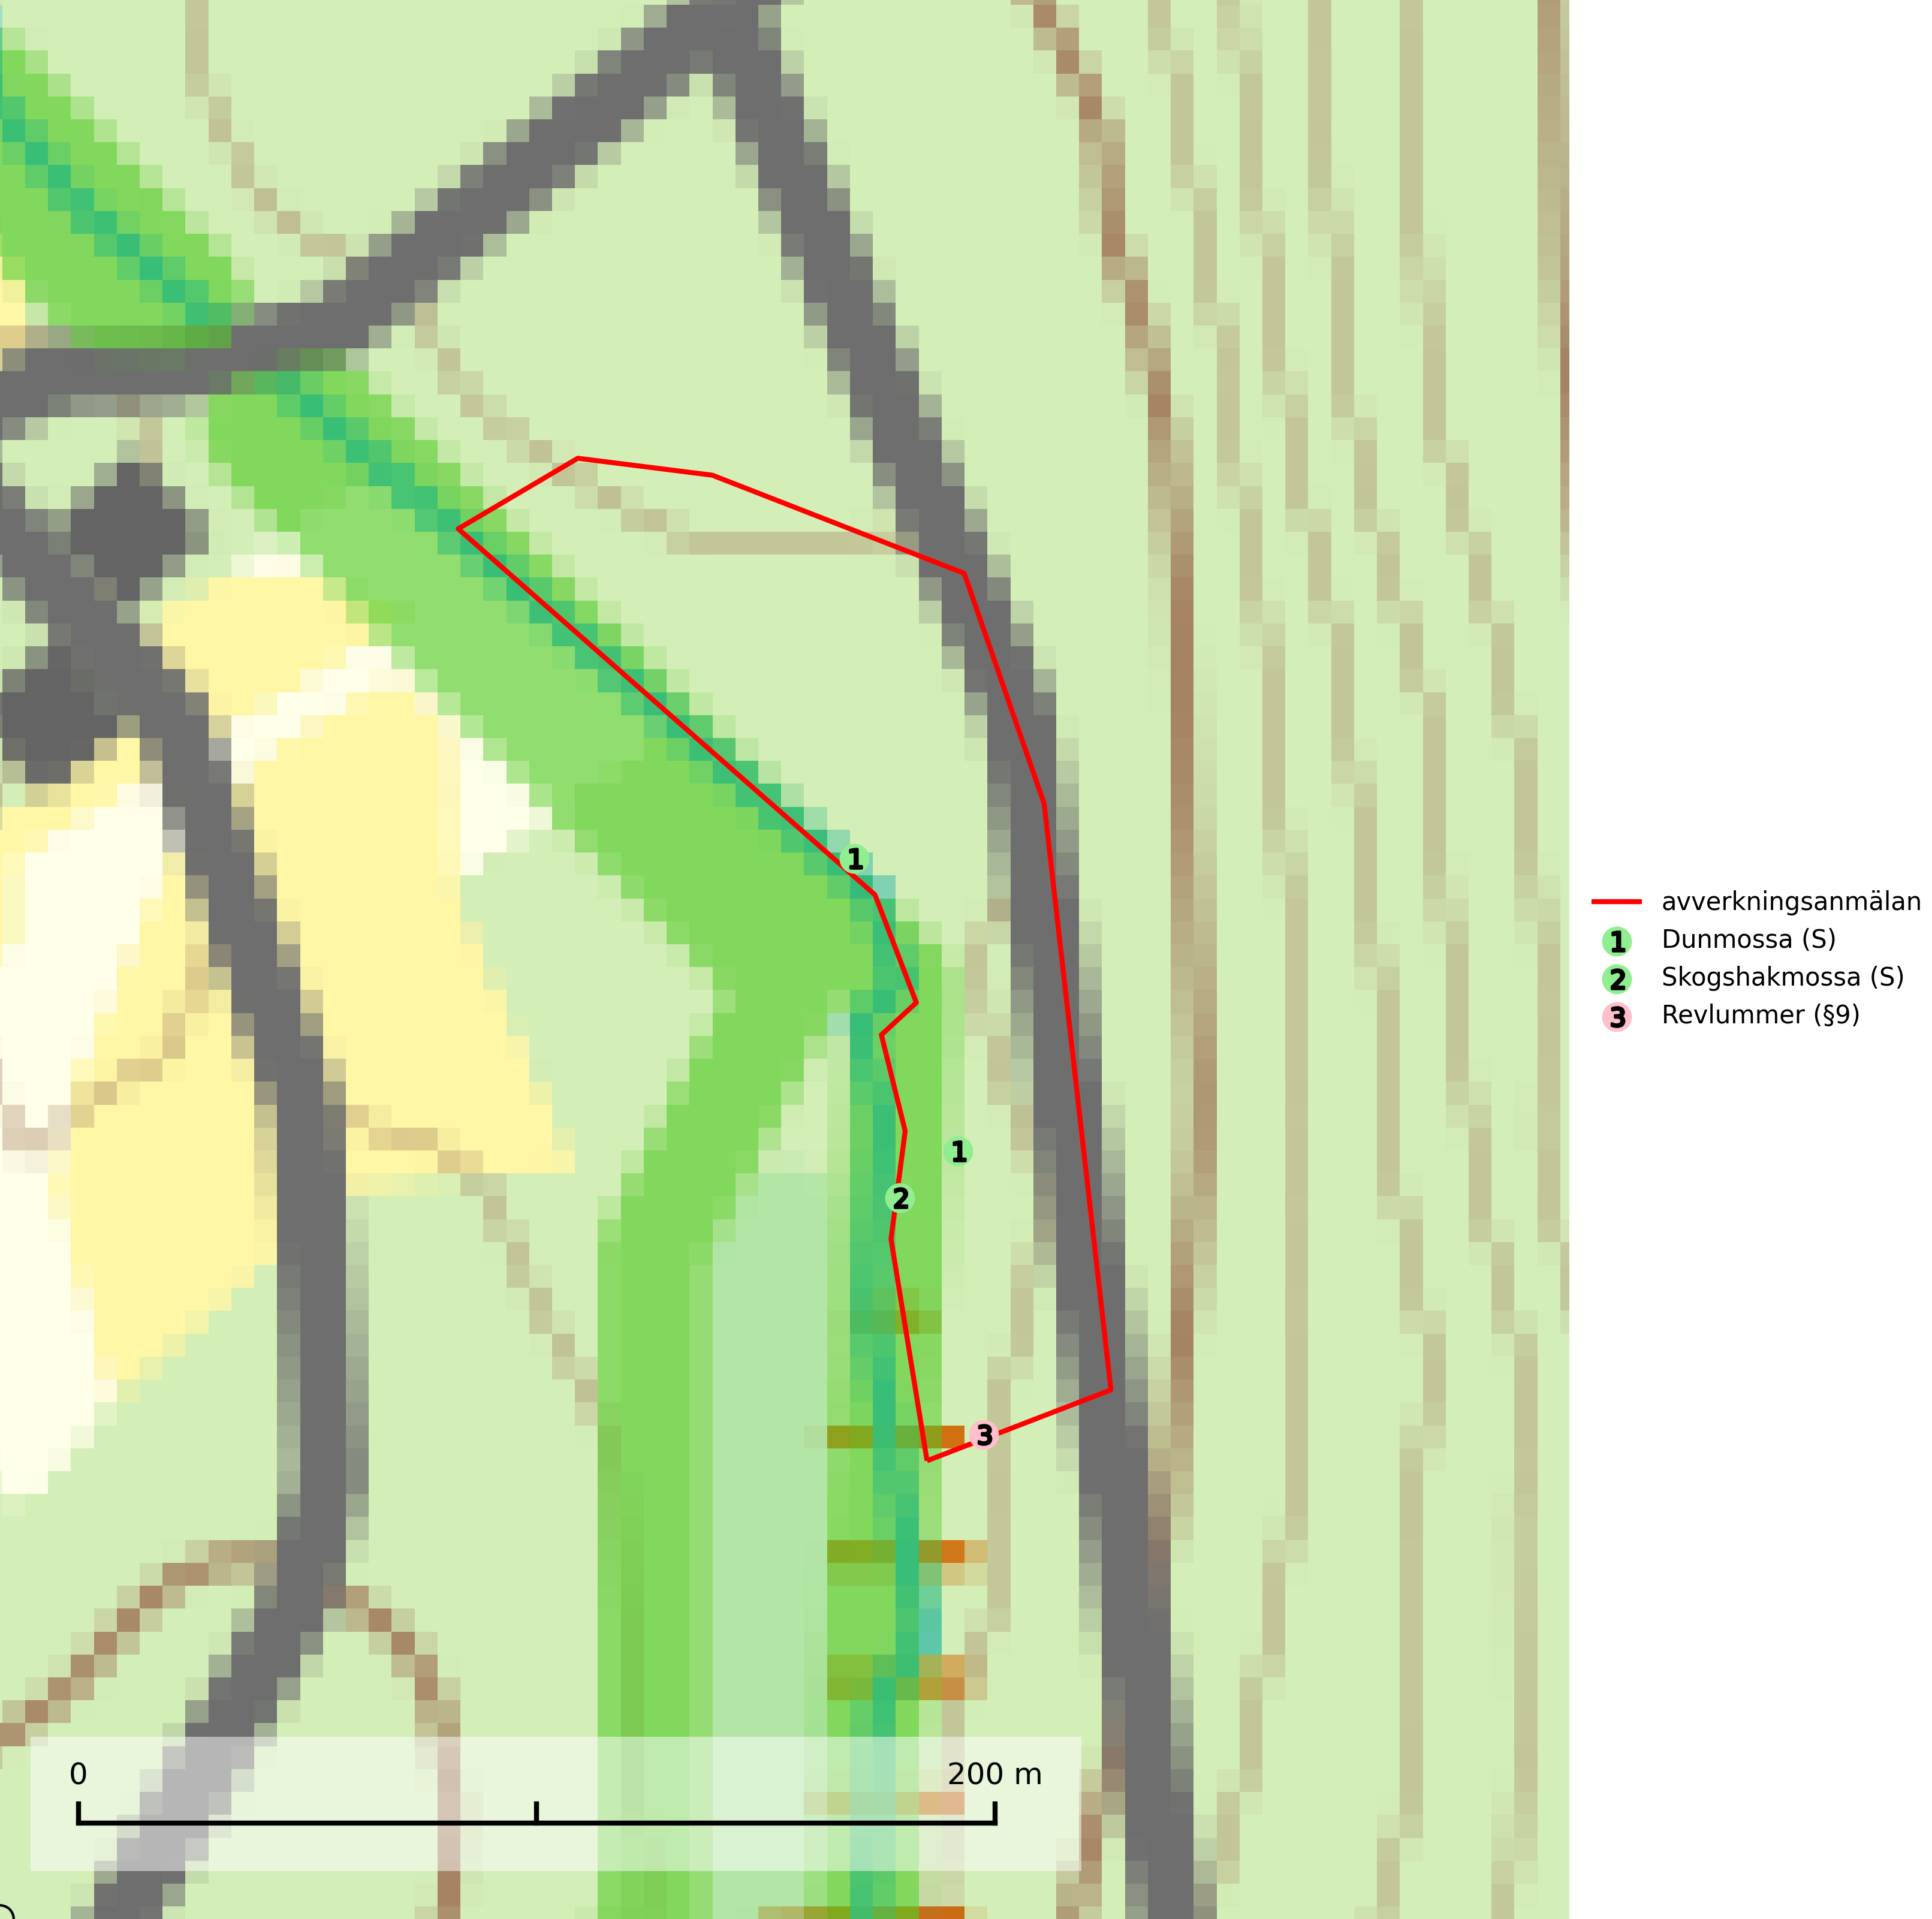 1
1
2
3
avverkningsanmälan
1 Dunmossa (S)
2 Skogshakmossa (S)
3 Revlummer (§9)
0 200 m